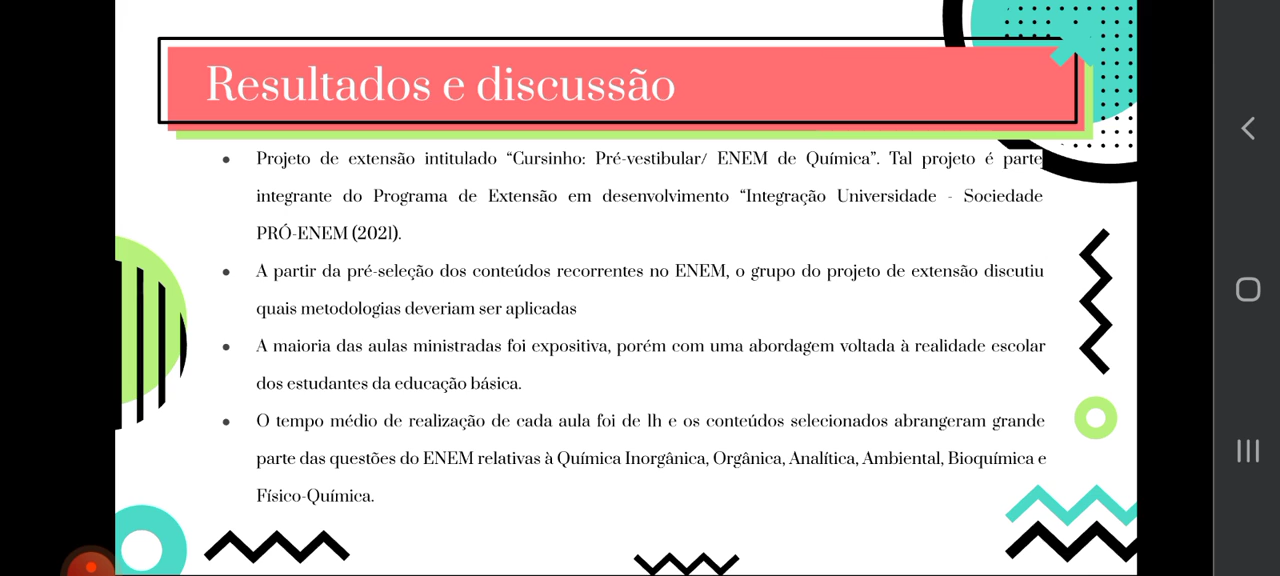 Resultados e discussão
● Projeto de extensão intitulado “Cursinho: Pré-vestibular/ ENEM de Química”. Tal projeto é parte
integrante do Programa de Extensão em desenvolvimento “Integração Universidade - Sociedade
PRÓ-ENEM (2021).
● A partir da pré-seleção dos conteúdos recorrentes no ENEM, o grupo do projeto de extensão discutiu
quais metodologias deveriam ser aplicadas
● A maioria das aulas ministradas foi expositiva, porém com uma abordagem voltada à realidade escolar
dos estudantes da educação básica.
● O tempo médio de realização de cada aula foi de 1h e os conteúdos selecionados abrangeram grande
parte das questões do ENEM relativas à Química Inorgânica, Orgânica, Analítica, Ambiental, Bioquímica e
Físico-Química.